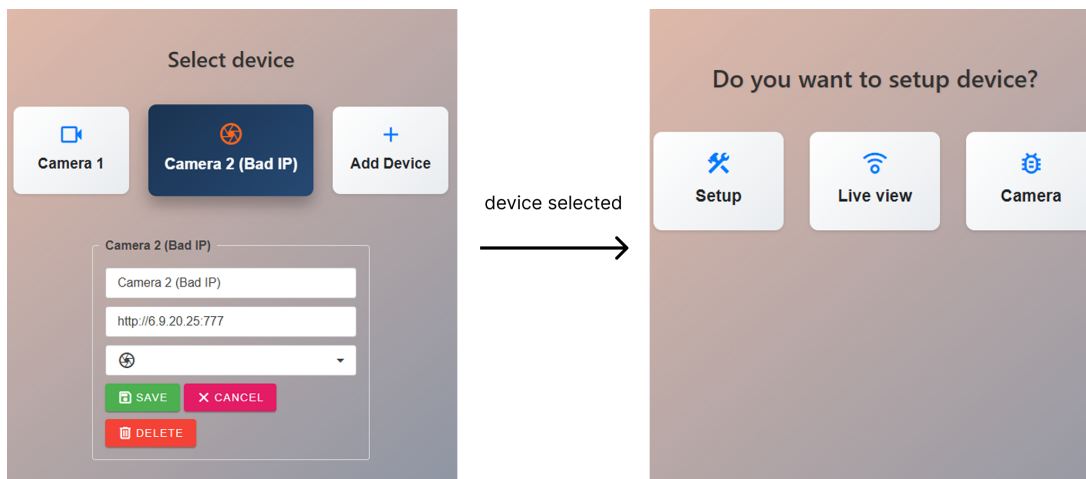 Select device
Camera 1
Camera 2 (Bad IP)
Add Device
Camera 2 (Bad IP)
Camera 2 (Bad IP)
http://6.9.20.25:777
SAVE
CANCEL
DELETE
device selected
Do you want to setup device?
Setup
Live view
Camera